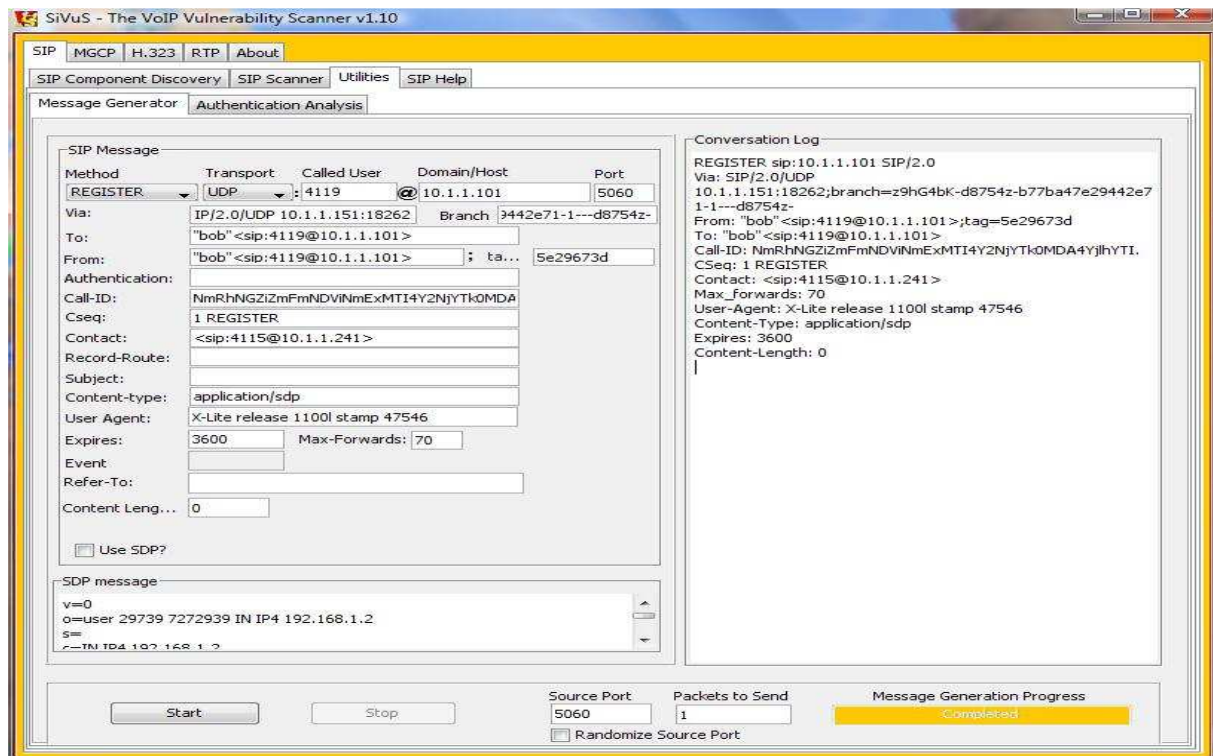 SiVuS - The VoIP Vulnerability Scanner v1.10
SIP MGCP H.323 RTP About
SIP Component Discovery SIP Scanner Utilities SIP Help
Message Generator Authentication Analysis
SIP Message
Method Transport Called User Domain/Host Port
REGISTER UDP : 4119 @ 10.1.1.101 5060
Via: IP/2.0/UDP 10.1.1.151:18262 Branch 9442e71-1---d8754z-
To: "bob"<sip:4119@10.1.1.101>
From: "bob"<sip:4119@10.1.1.101> ; ta... 5e29673d
Authentication:
Call-ID: NmRhNGZiZmFmNDViNmExMTI4Y2NjYTk0MDA
Cseq: 1 REGISTER
Contact: <sip:4115@10.1.1.241>
Record-Route:
Subject:
Content-type: application/sdp
User Agent: X-Lite release 1100l stamp 47546
Expires: 3600 Max-Forwards: 70
Event
Refer-To:
Content Leng... 0
Use SDP?
SDP message
v=0
o=user 29739 7272939 IN IP4 192.168.1.2
s=
c=IN IP4 192.168.1.2
Conversation Log
REGISTER sip:10.1.1.101 SIP/2.0
Via: SIP/2.0/UDP
10.1.1.151:18262;branch=z9hG4bK-d8754z-b77ba47e29442e7
1-1---d8754z-
From: "bob"<sip:4119@10.1.1.101>;tag=5e29673d
To: "bob"<sip:4119@10.1.1.101>
Call-ID: NmRhNGZiZmFmNDViNmExMTI4Y2NjYTk0MDA4YjlhYTI.
CSeq: 1 REGISTER
Contact: <sip:4115@10.1.1.241>
Max_forwards: 70
User-Agent: X-Lite release 1100l stamp 47546
Content-Type: application/sdp
Expires: 3600
Content-Length: 0
Start Stop
Source Port Packets to Send Message Generation Progress
5060 1 Completed
Randomize Source Port